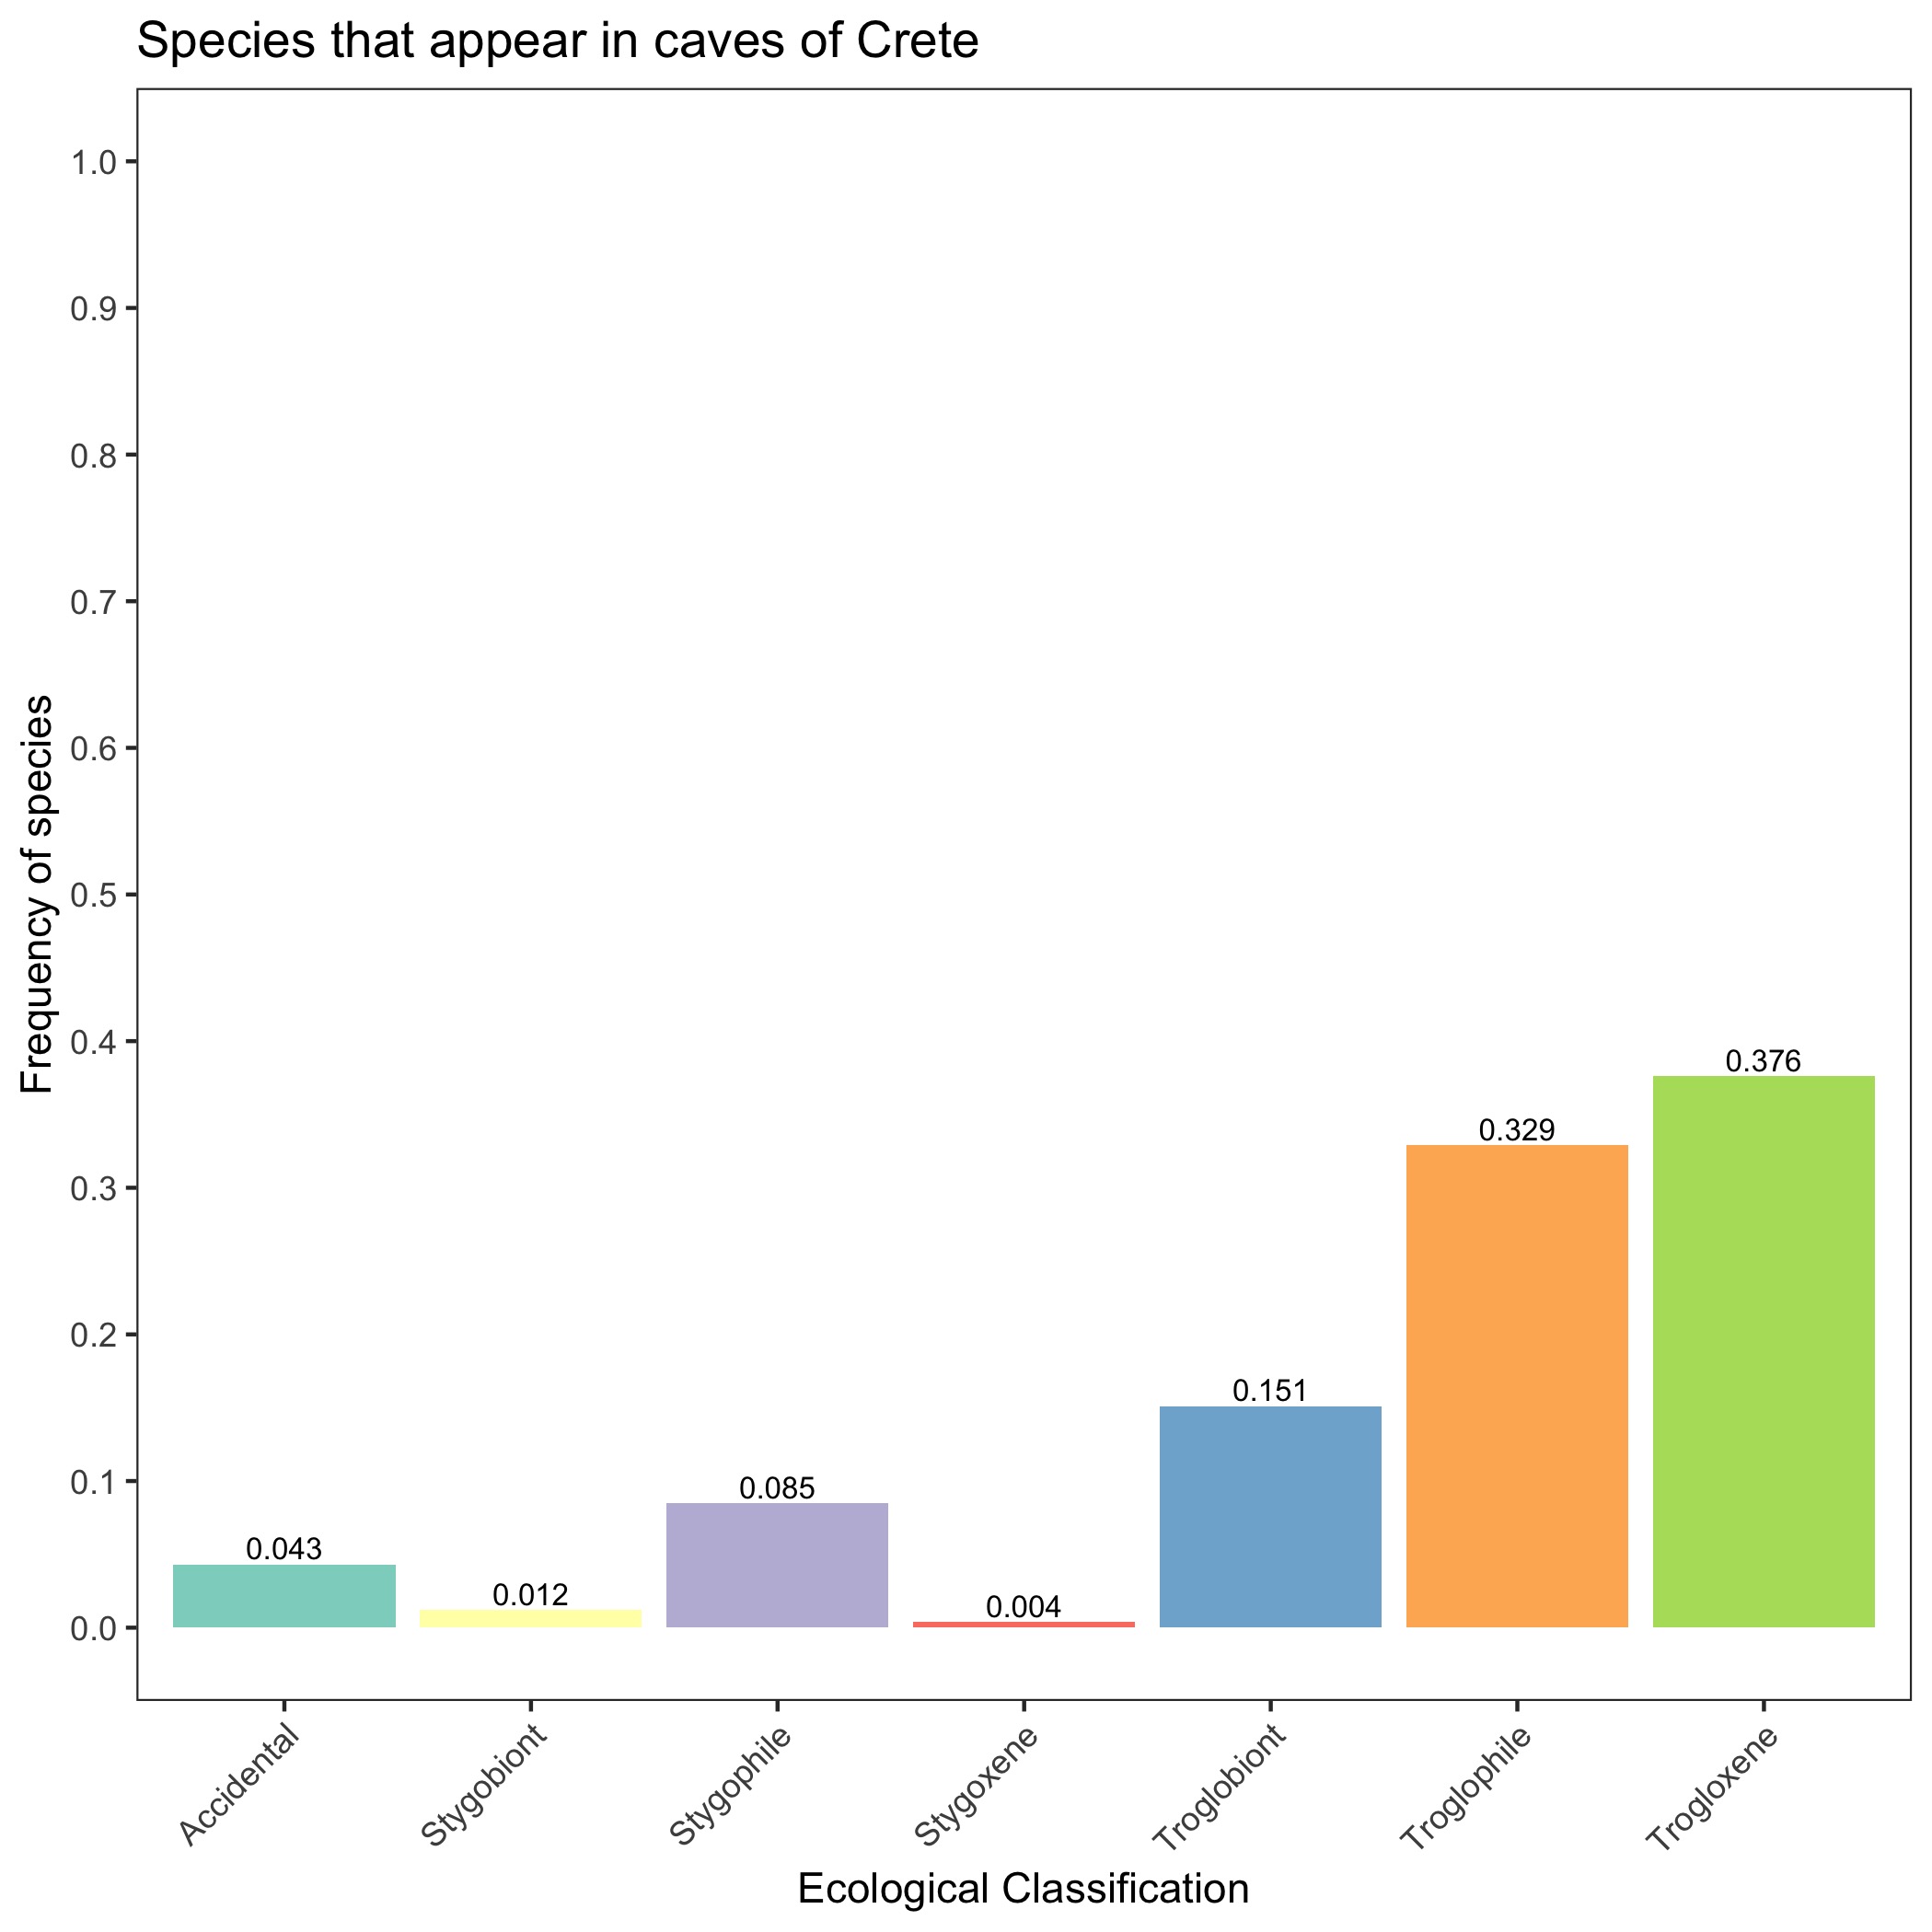 Species that appear in caves of Crete
Frequency of species
1.0
0.9
0.8
0.7
0.6
0.5
0.4
0.3
0.2
0.1
0.0
0.043
0.012
0.085
0.004
0.151
0.329
0.376
Accidental
Stygobiont
Stygophile
Stygoxene
Troglobiont
Troglophile
Trogloxene
Ecological Classification